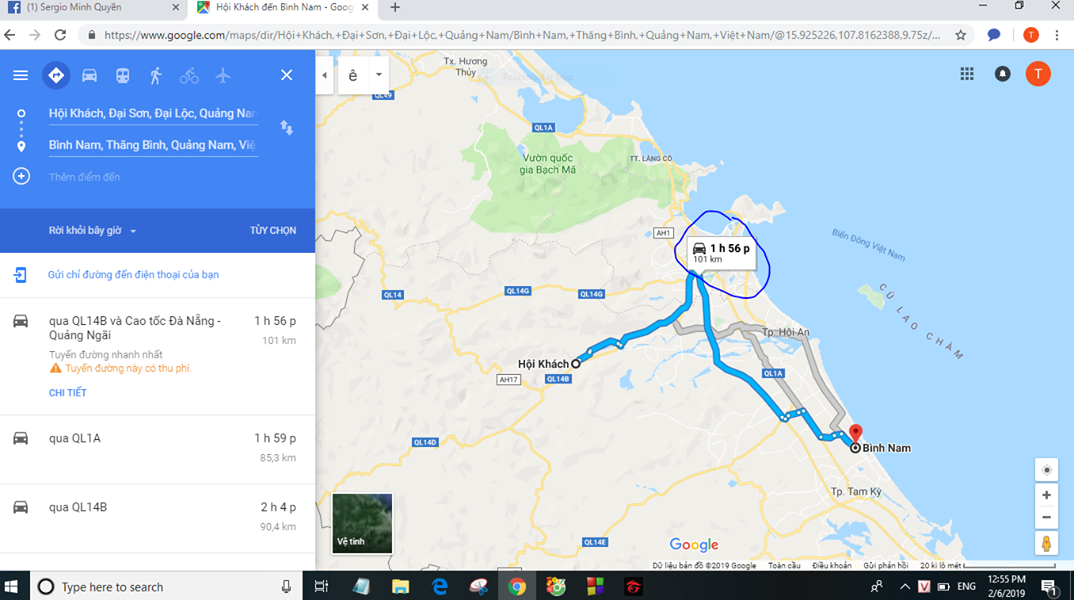 (1) Sergio Minh Quyền
Hội Khách đến Bình Nam - Goog
https://www.google.com/maps/dir/Hội+Khách,+Đại+Sơn,+Đại+Lộc,+Quảng+Nam/Bình+Nam,+Thăng+Bình,+Quảng+Nam,+Việt+Nam/@15.925226,107.8162388,9.75z/...
T
Hội Khách, Đại Sơn, Đại Lộc, Quảng Nam
Bình Nam, Thăng Bình, Quảng Nam, Việ
Thêm điểm đến
Rời khỏi bây giờ
TÙY CHỌN
Gửi chỉ đường đến điện thoại của bạn
qua QL14B và Cao tốc Đà Nẵng -
Quảng Ngãi
1 h 56 p
101 km
Tuyến đường nhanh nhất
Tuyến đường này có thu phí.
CHI TIẾT
qua QL1A
1 h 59 p
85,3 km
qua QL14B
2 h 4 p
90,4 km
ê
T
Tx. Hương
Thủy
QL49
QL1A
Vườn quốc
gia Bạch Mã
TT. LĂNG CÔ
AH1
1 h 56 p
101 km
Biển Đông Việt Nam
CÙ LAO CHÀM
QL14
QL14G
QL14G
Tp. Hội An
Hội Khách
AH17
QL14B
QL1A
QL14D
Bình Nam
Tp. Tam Kỳ
QL14E
Vệ tinh
Google
Dữ liệu bản đồ ©2019 Google
Toàn cầu
Điều khoản
Gửi phản hồi
20 ki lô mét
Type here to search
ENG
12:55 PM
2/6/2019
1